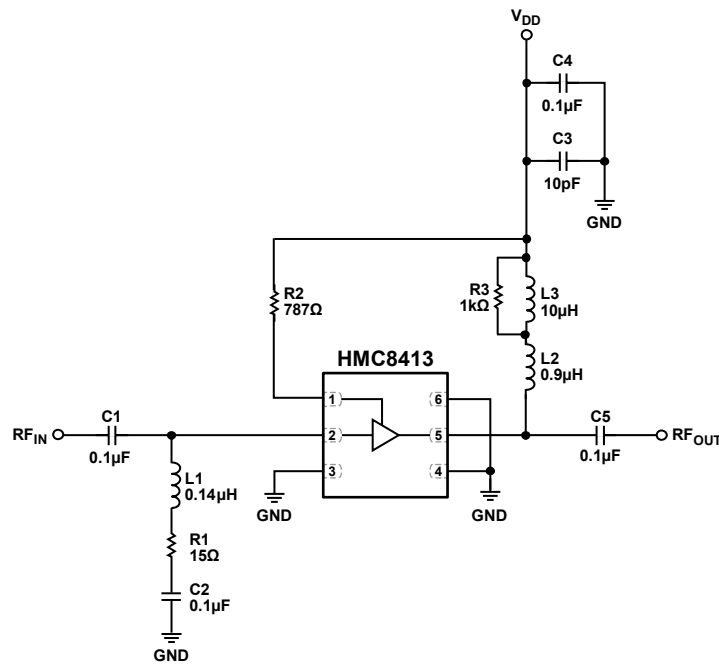 VDD
C4
0.1µF
C3
10pF
GND
R2
787Ω
R3
1kΩ
L3
10µH
L2
0.9µH
HMC8413
1
6
2
5
3
4
RFIN
C1
0.1µF
C5
0.1µF
RFOUT
GND
GND
L1
0.14µH
R1
15Ω
C2
0.1µF
GND